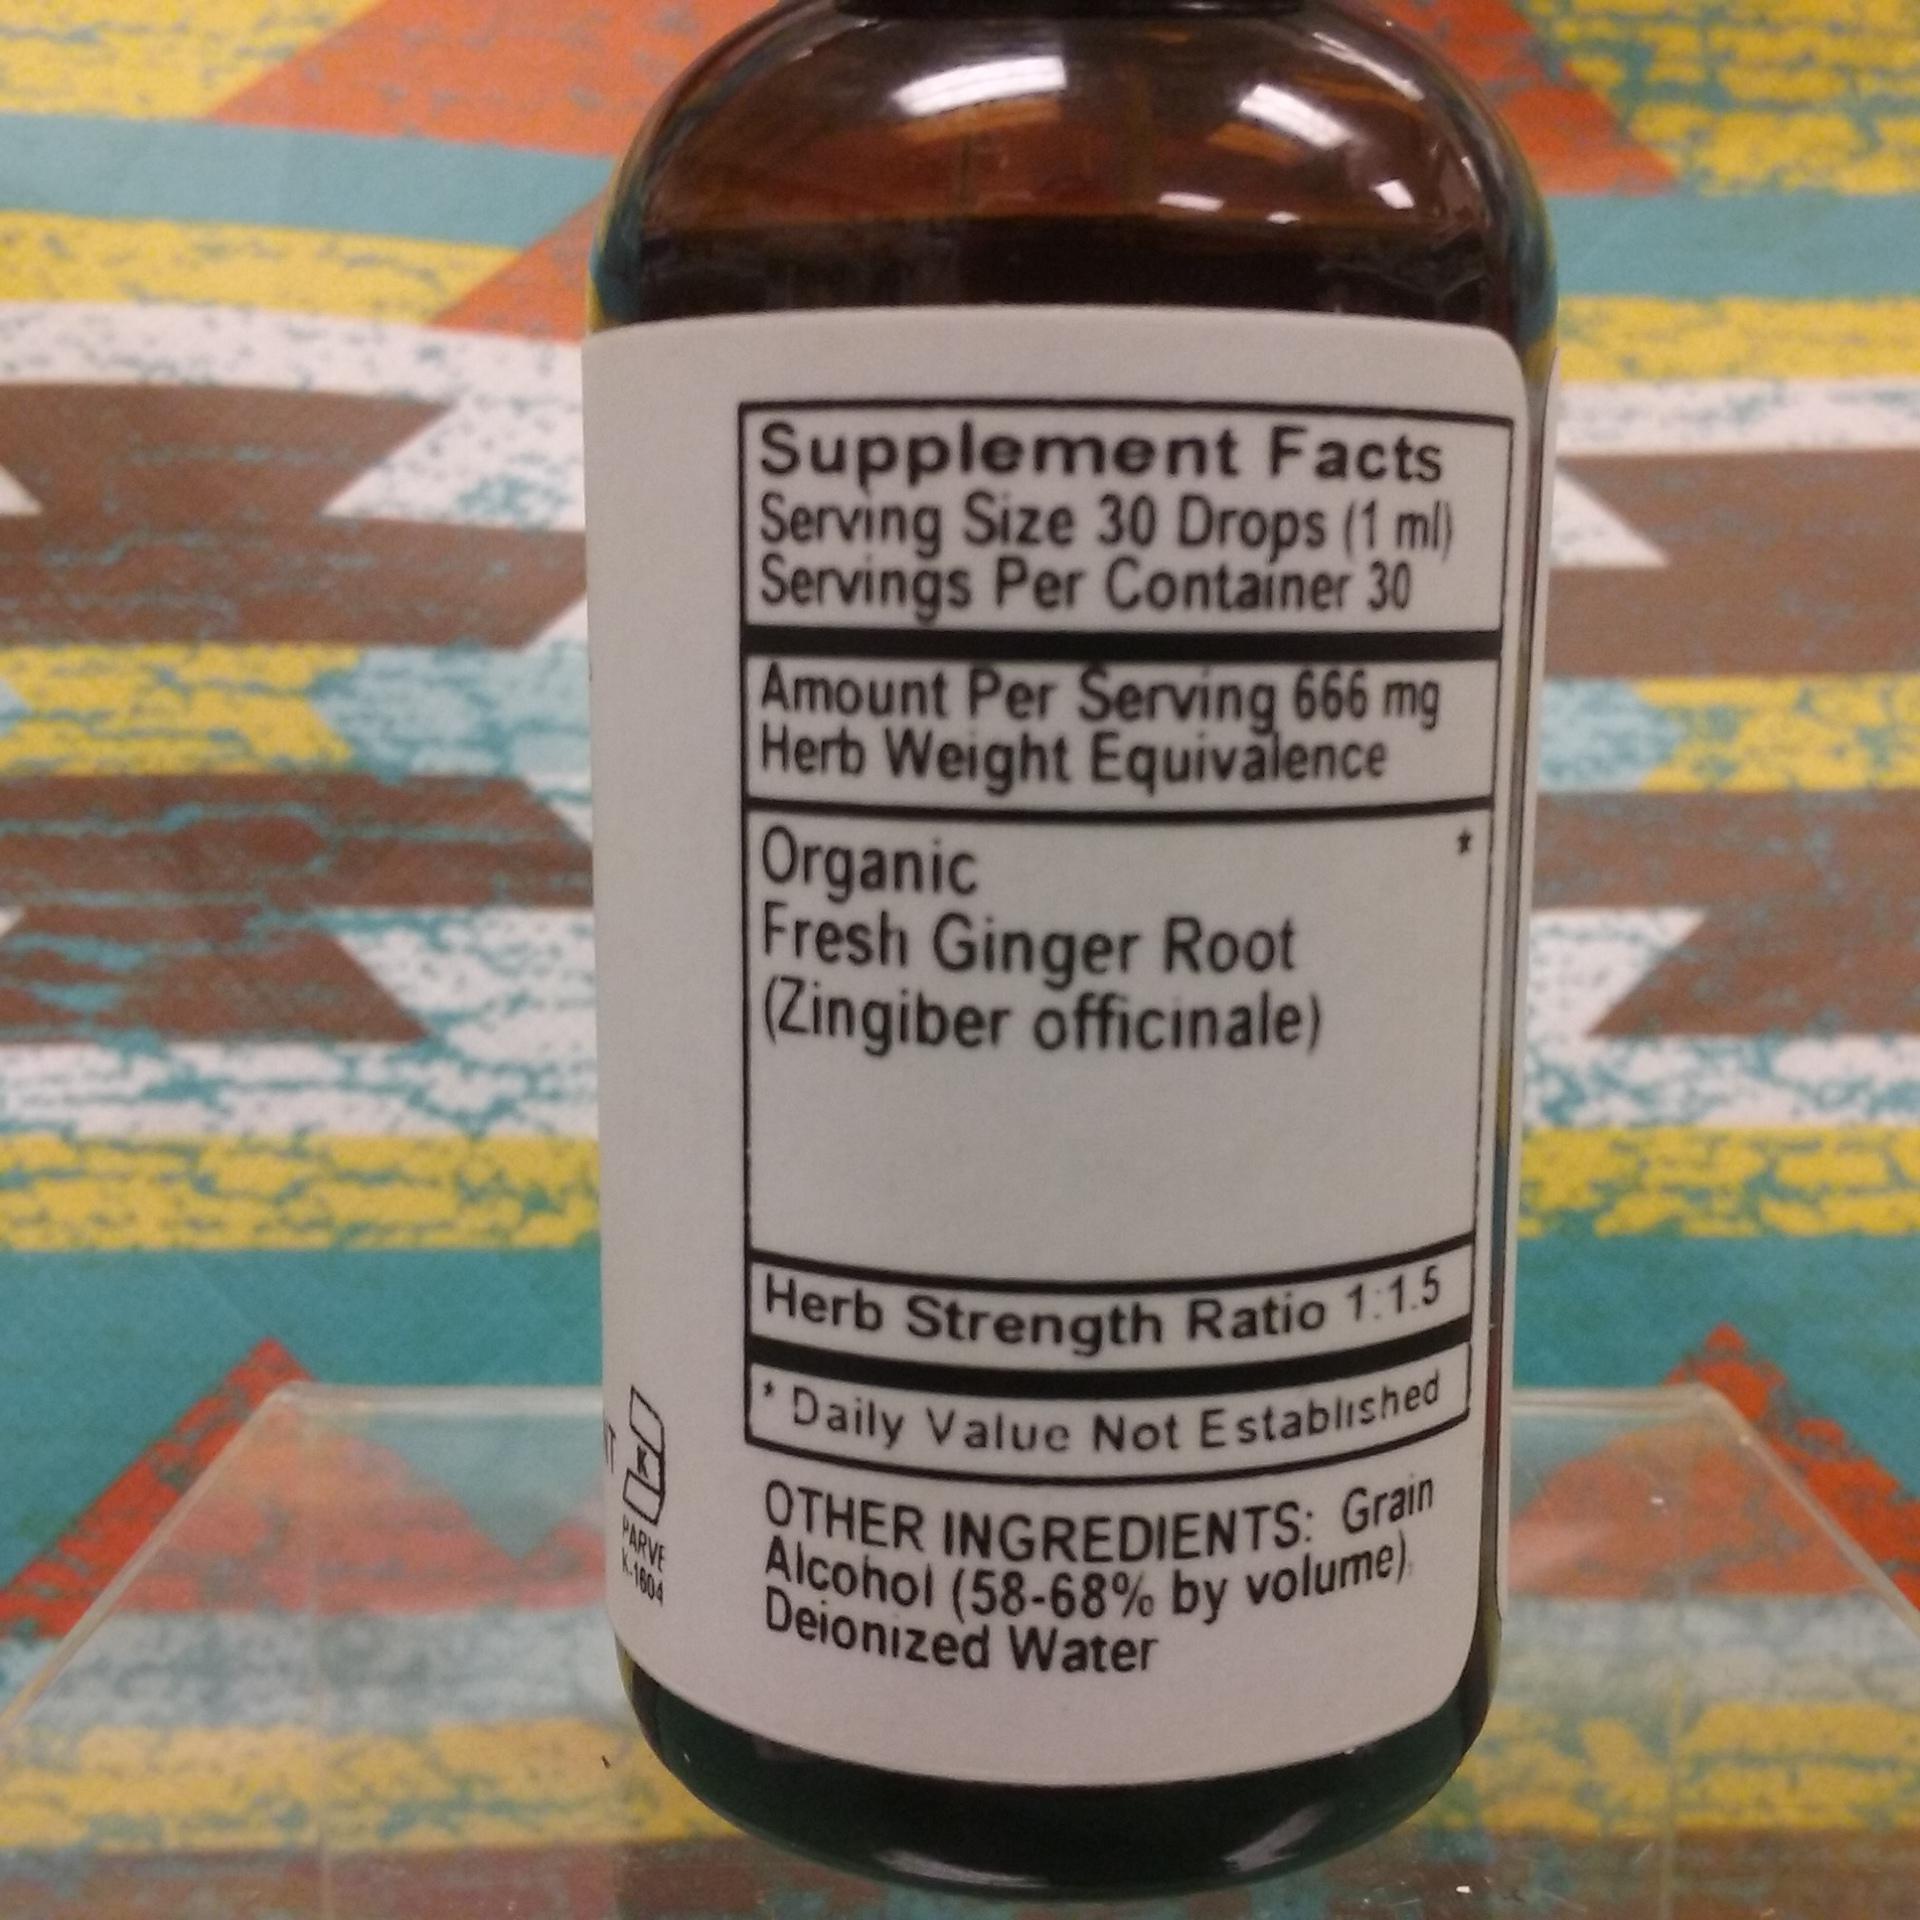 Supplement Facts
Serving Size 30 Drops (1 ml)
Servings Per Container 30
Amount Per Serving 666 mg
Herb Weight Equivalence
Organic *
Fresh Ginger Root
(Zingiber officinale)
Herb Strength Ratio 1:1.5
* Daily Value Not Established
OTHER INGREDIENTS: Grain
Alcohol (58-68% by volume)
Deionized Water
K
PARVE
K-1604